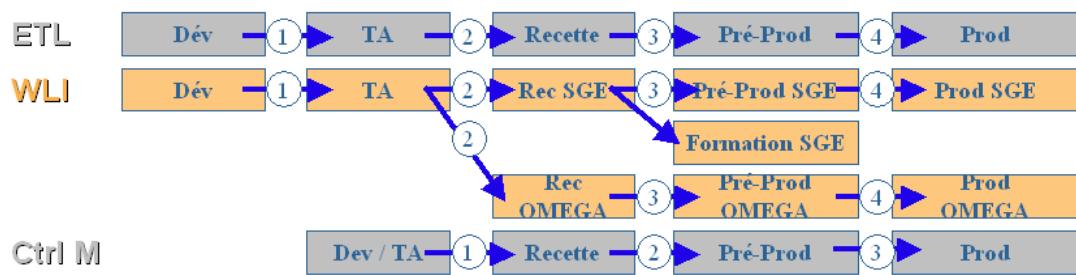 ETL Dév 1 TA 2 Recette 3 Pré-Prod 4 Prod
WLI Dév 1 TA 2 Rec SGE 3 Pré-Prod SGE 4 Prod SGE
2 Formation SGE
Rec OMEGA 3 Pré-Prod OMEGA 4 Prod OMEGA
Ctrl M Dev / TA 1 Recette 2 Pré-Prod 3 Prod